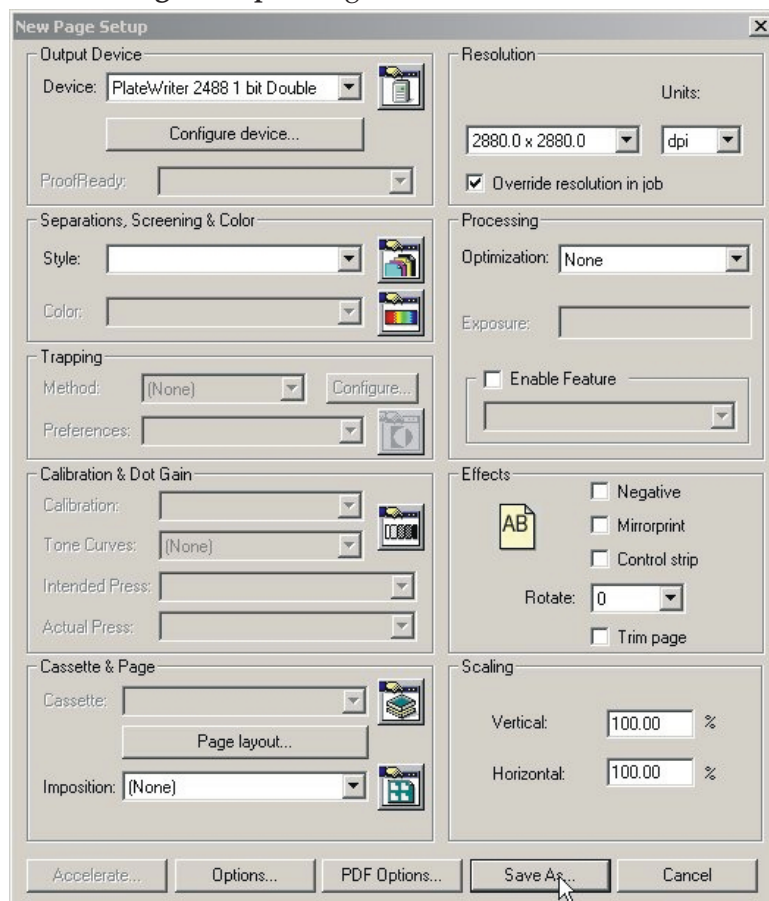 New Page Setup
Output Device
Device: PlateWriter 2488 1 bit Double
Configure device...
ProofReady:
Resolution
Units:
2880.0 x 2880.0
dpi
Override resolution in job
Separations, Screening & Color
Style:
Color:
Processing
Optimization: None
Exposure:
Enable Feature
Trapping
Method: (None) Configure...
Preferences:
Calibration & Dot Gain
Calibration:
Tone Curves: (None)
Intended Press:
Actual Press:
Effects
AB
Negative
Mirrorprint
Control strip
Rotate: 0
Trim page
Cassette & Page
Cassette:
Page layout...
Imposition: (None)
Scaling
Vertical: 100.00 %
Horizontal: 100.00 %
Accelerate... Options... PDF Options... Save As... Cancel